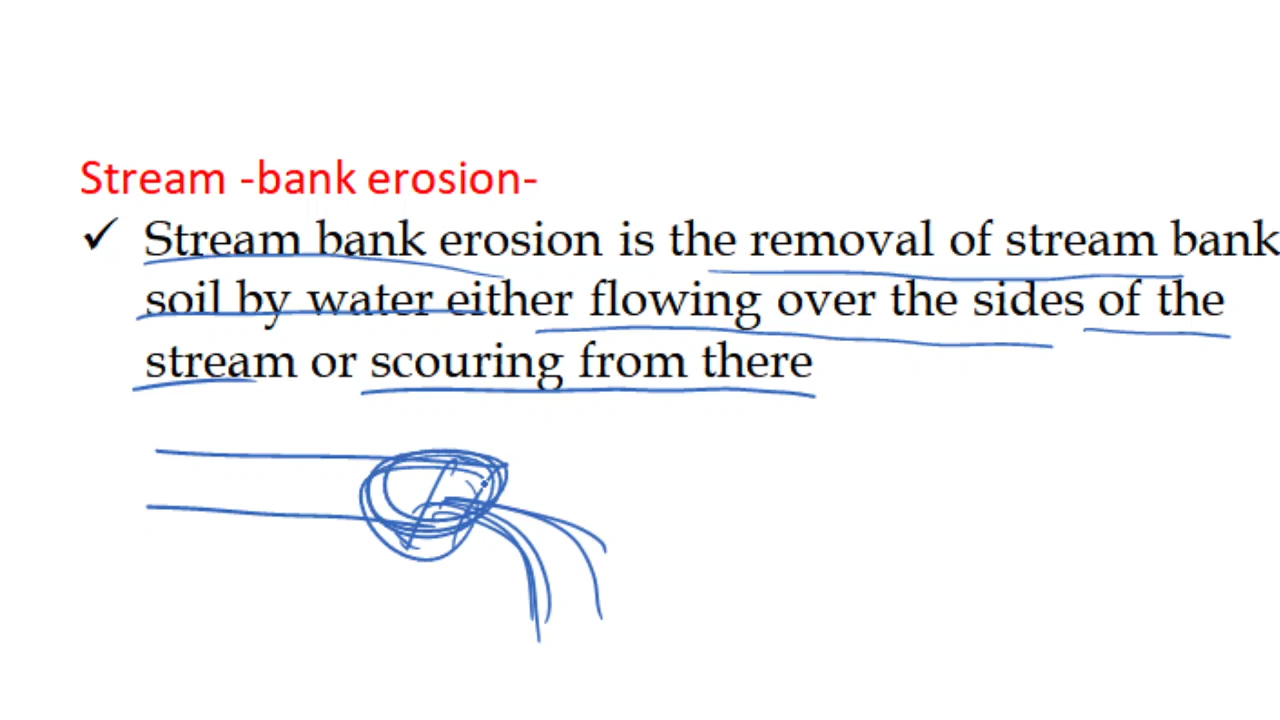 Stream -bank erosion-
✓ Stream bank erosion is the removal of stream bank
soil by water either flowing over the sides of the
stream or scouring from there